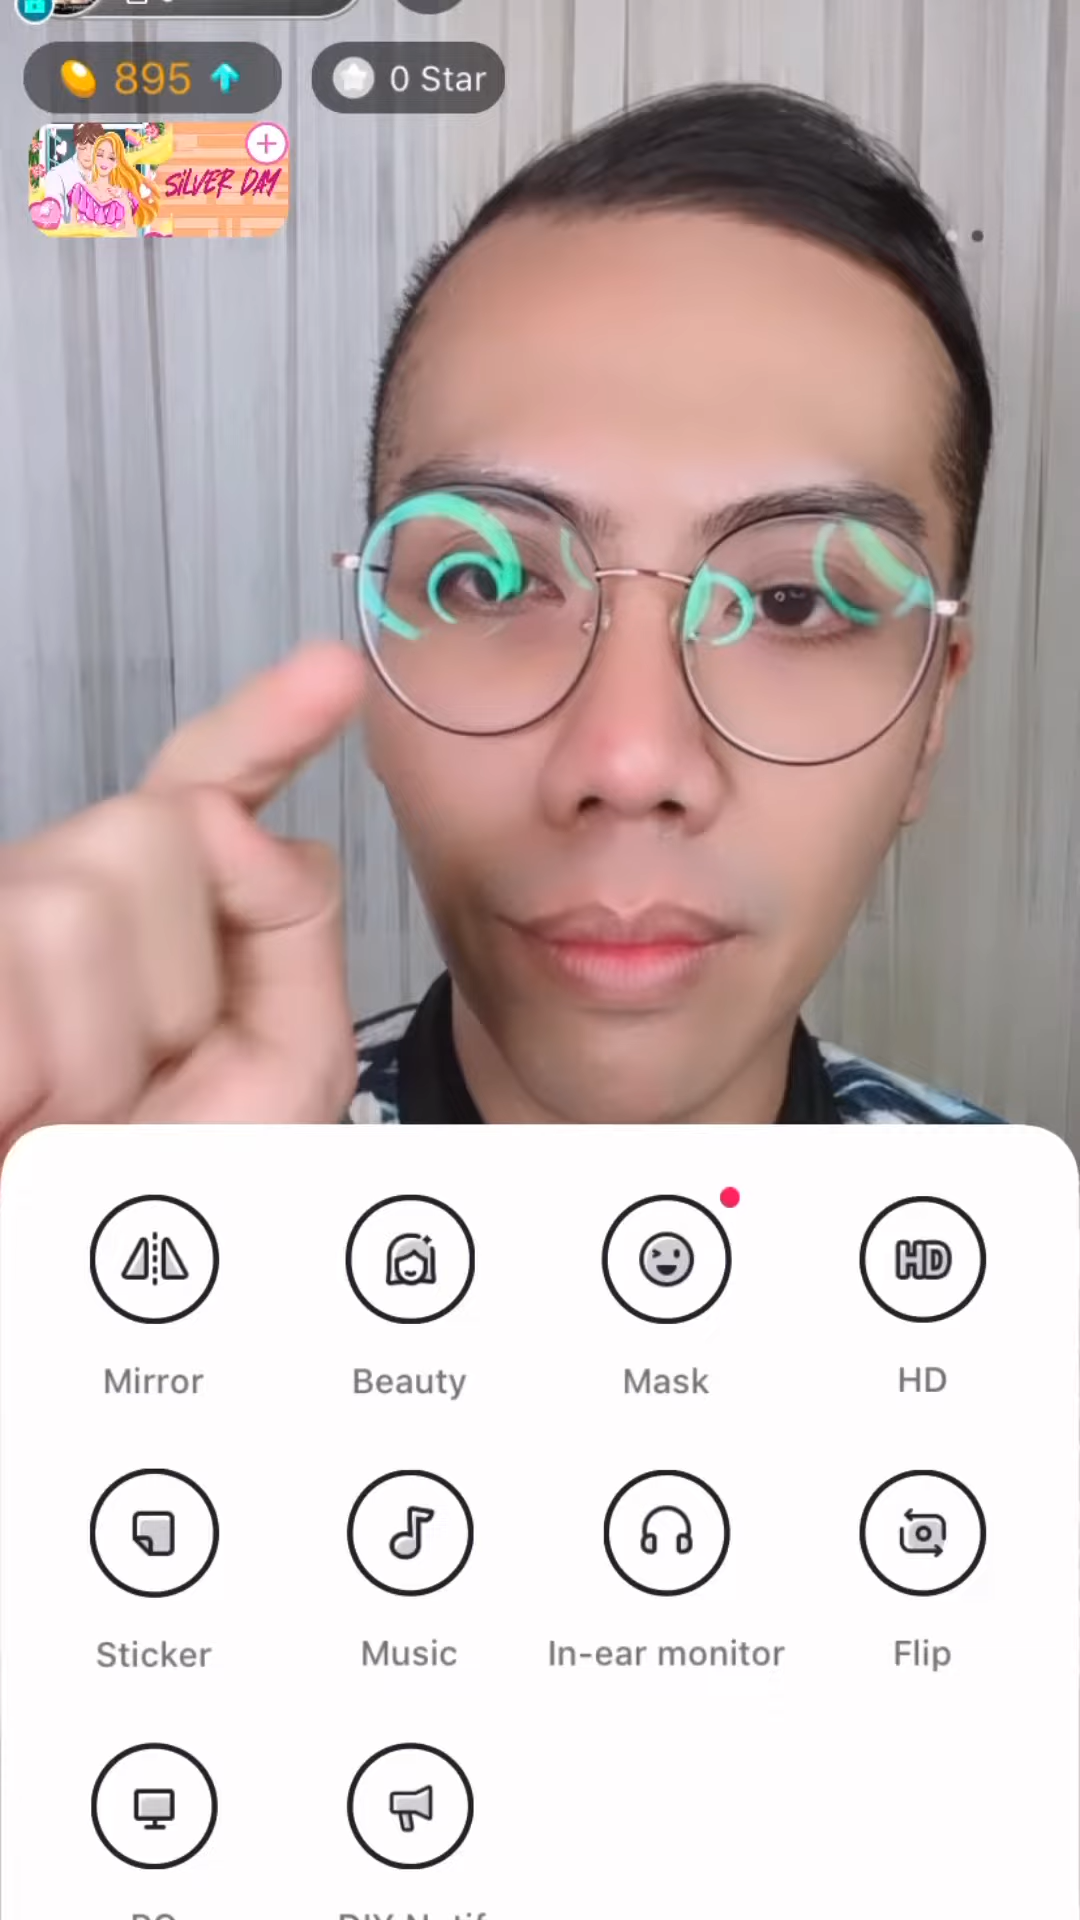 895
0 Star
SILVER DAY
Mirror
Beauty
Mask
HD
Sticker
Music
In-ear monitor
Flip